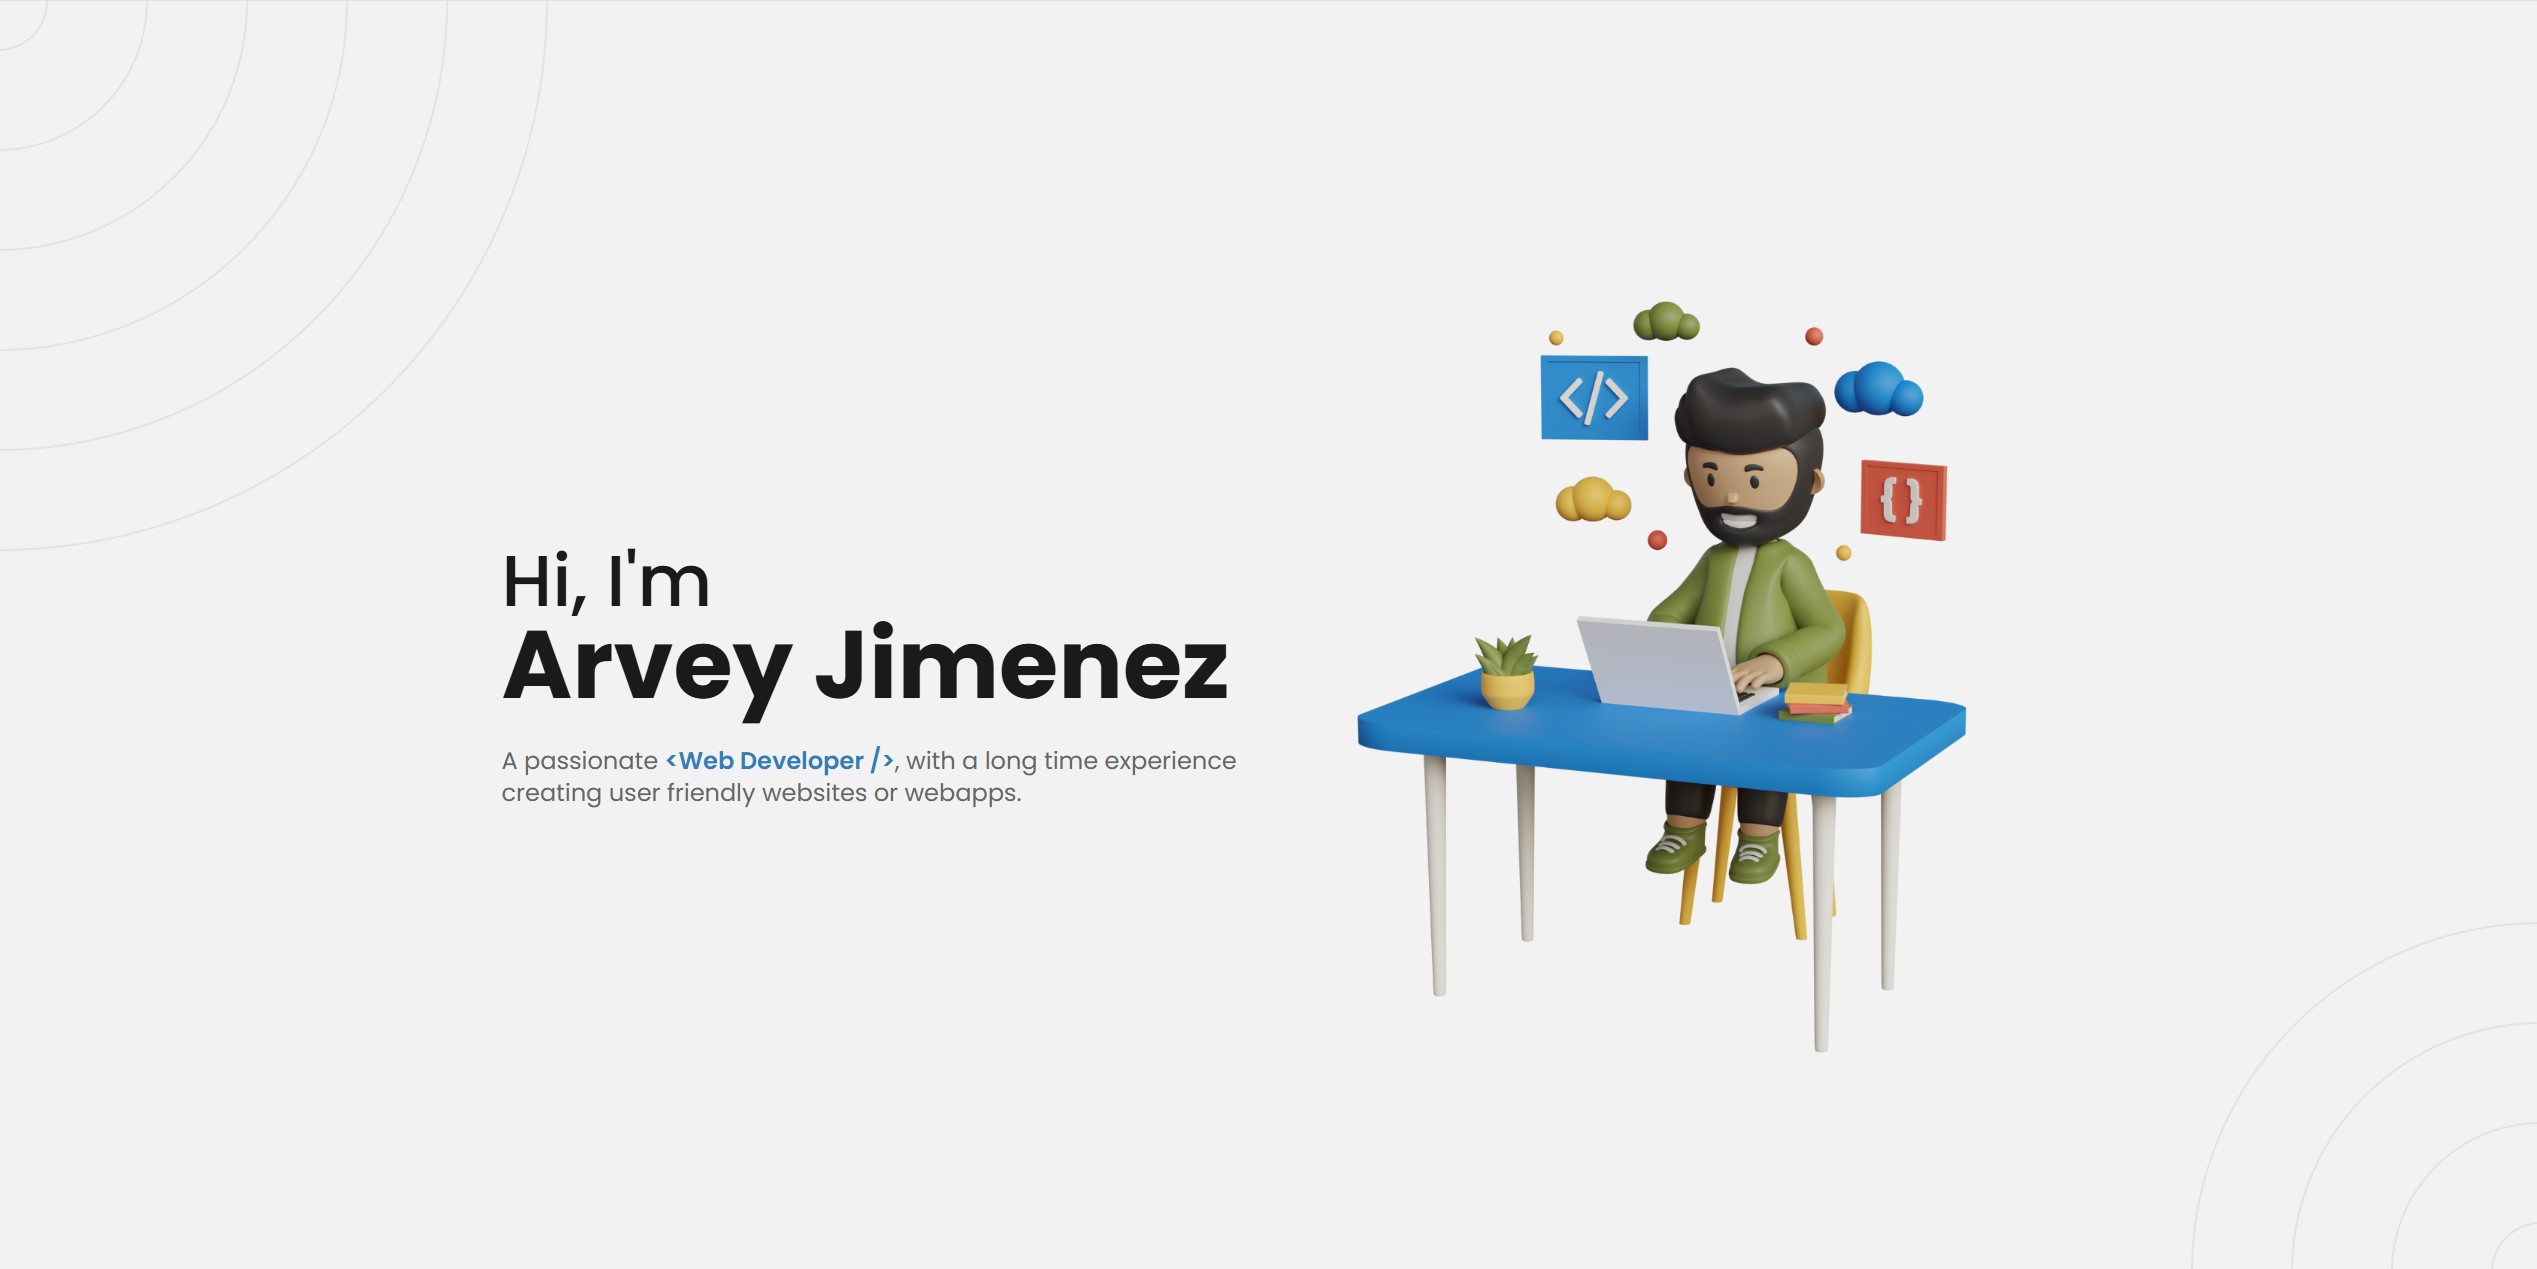 Hi, I'm
Arvey Jimenez
A passionate <Web Developer />, with a long time experience
creating user friendly websites or webapps.
</>
{}